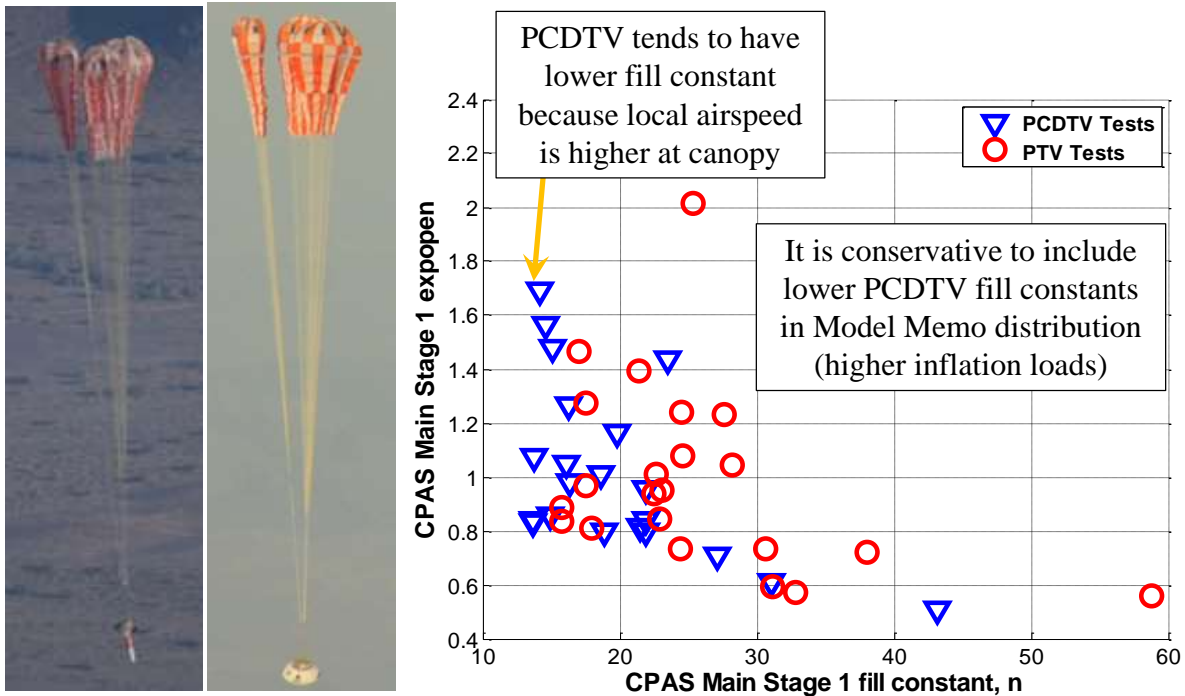 PCDTV tends to have
lower fill constant
because local airspeed
is higher at canopy
PCDTV Tests
PTV Tests
It is conservative to include
lower PCDTV fill constants
in Model Memo distribution
(higher inflation loads)
CPAS Main Stage 1 expopen
2.4
2.2
2
1.8
1.6
1.4
1.2
1
0.8
0.6
0.4
10
20
30
40
50
60
CPAS Main Stage 1 fill constant, n